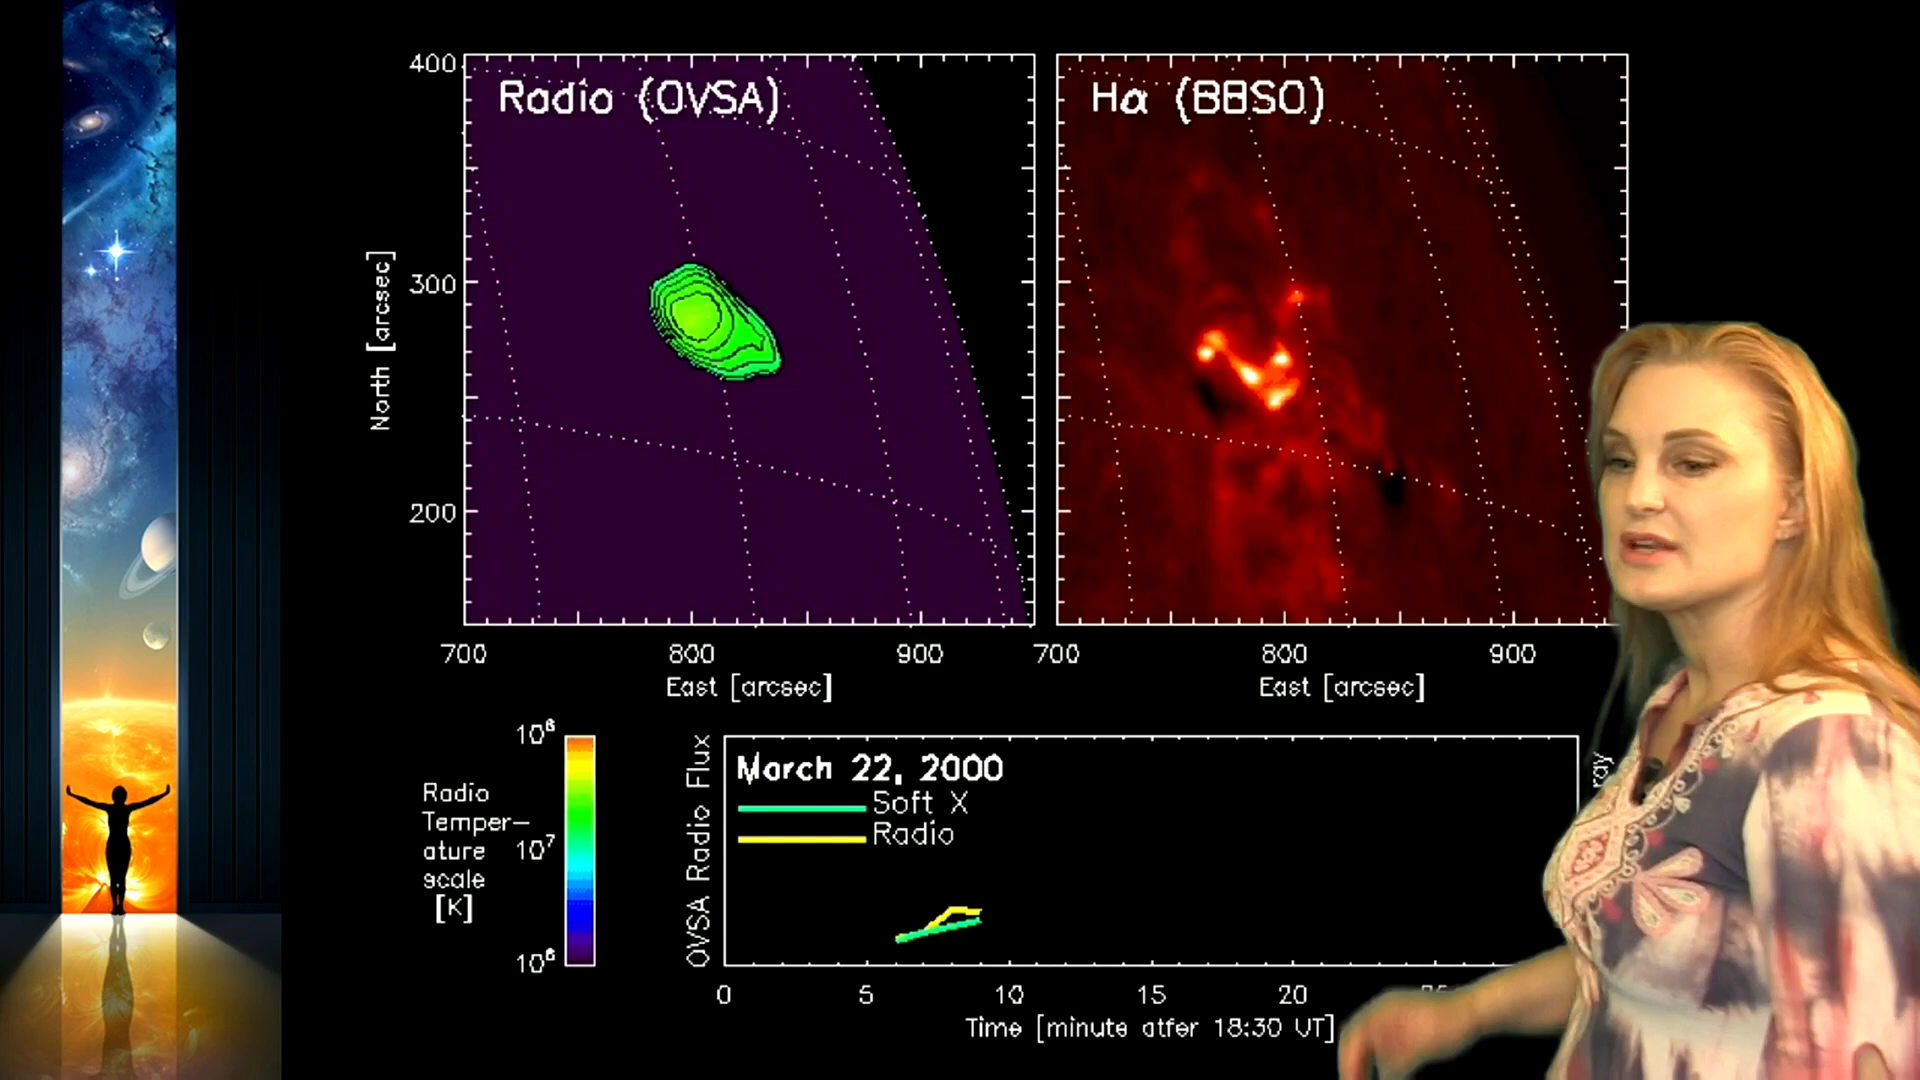 Radio (OVSA)
Hα (BBSO)
400
300
200
North [arcsec]
700
800
900
700
800
900
East [arcsec]
East [arcsec]
10⁸
Radio
Temper-
ature
scale
[K]
10⁷
10⁶
OVSA Radio Flux
March 22, 2000
Soft X
Radio
ray
0
5
10
15
20
Time [minute atfer 18:30 UT]